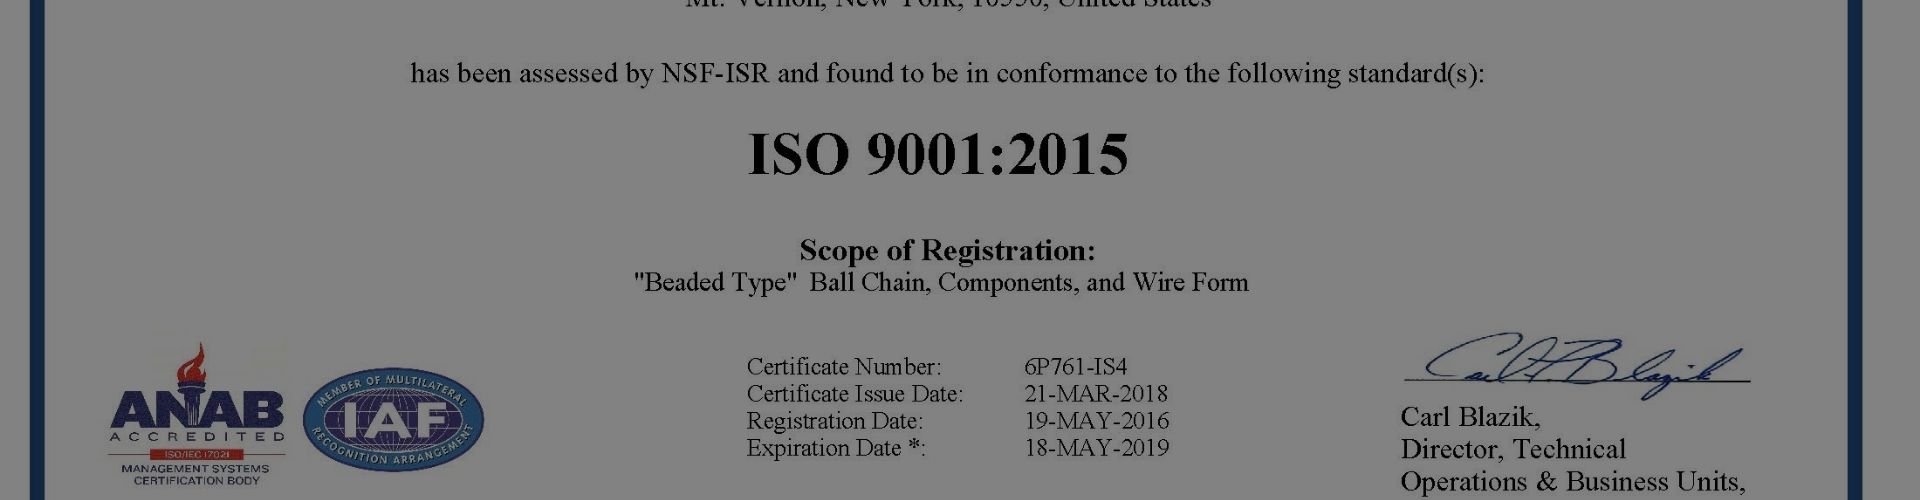 Mt. Vernon, New York, 10550, United States
has been assessed by NSF-ISR and found to be in conformance to the following standard(s):
ISO 9001:2015
Scope of Registration:
"Beaded Type" Ball Chain, Components, and Wire Form
Certificate Number: 6P761-IS4
Certificate Issue Date: 21-MAR-2018
Registration Date: 19-MAY-2016
Expiration Date *: 18-MAY-2019
ANAB
ACCREDITED
ISO/IEC 17021
MANAGEMENT SYSTEMS
CERTIFICATION BODY
MEMBER OF MULTILATERAL
IAF
RECOGNITION ARRANGEMENT
Carl Blazik
Carl Blazik,
Director, Technical
Operations & Business Units,